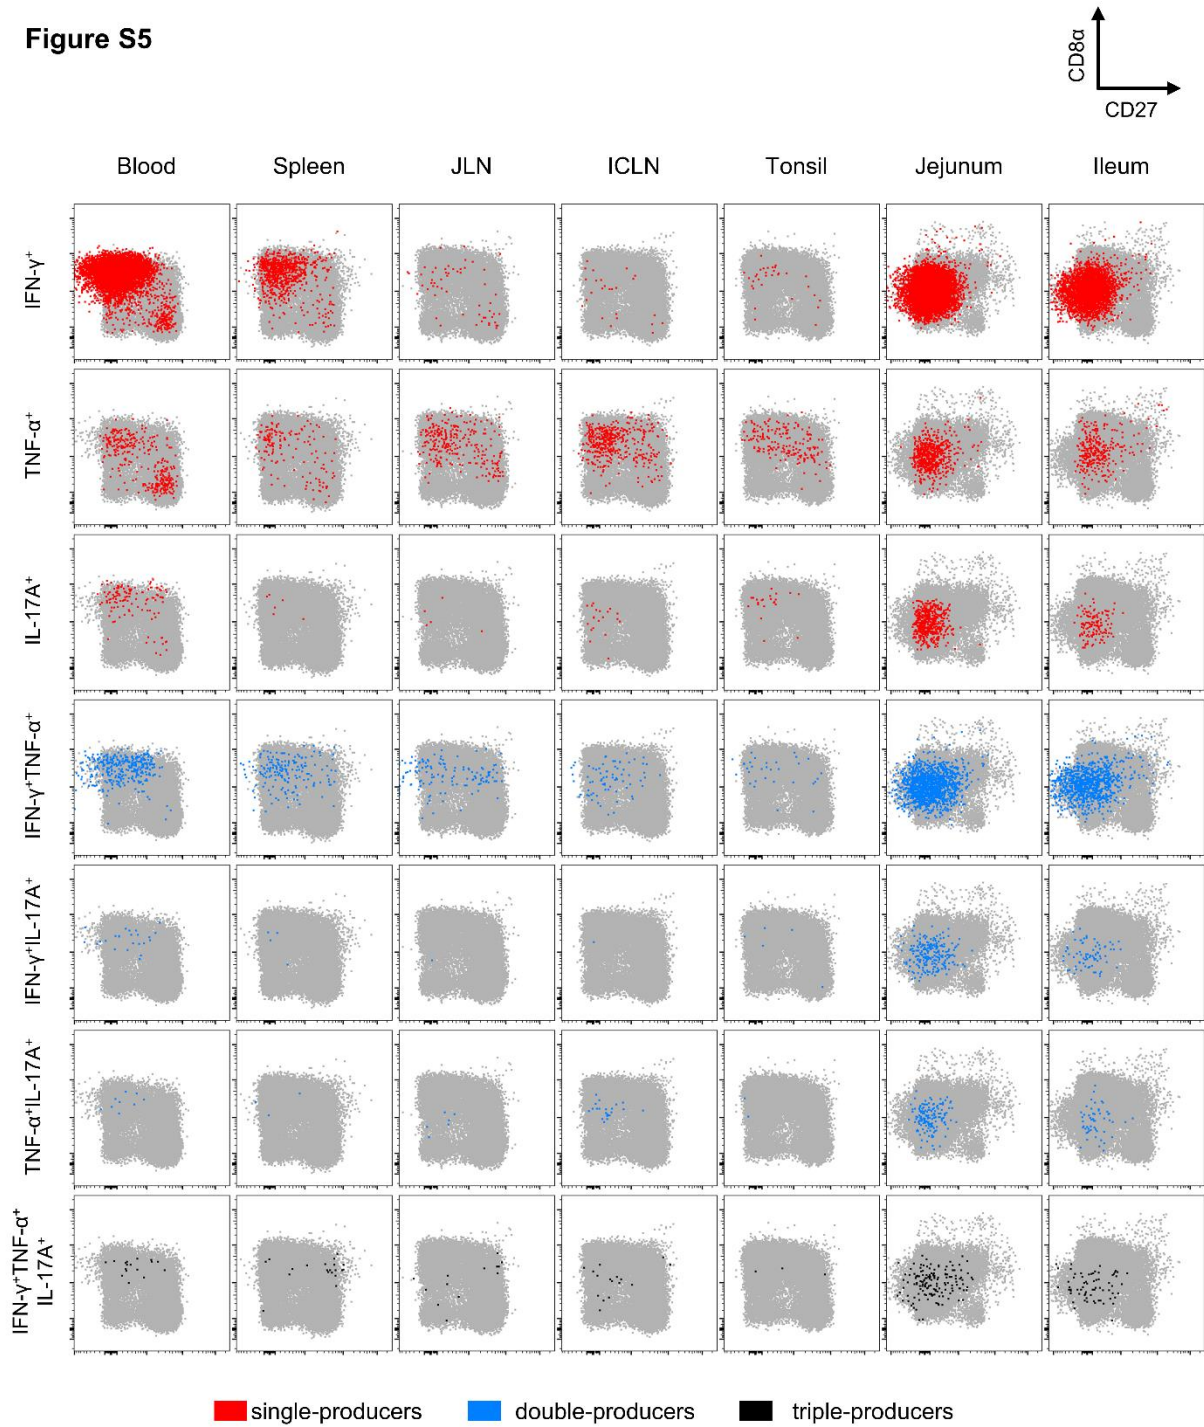 Figure S5
CD8α
CD27
Blood Spleen JLN ICLN Tonsil Jejunum Ileum
IFN-γ⁺
TNF-α⁺
IL-17A⁺
IFN-γ⁺TNF-α⁺
IFN-γ⁺IL-17A⁺
TNF-α⁺IL-17A⁺
IFN-γ⁺TNF-α⁺
IL-17A⁺
single-producers double-producers triple-producers